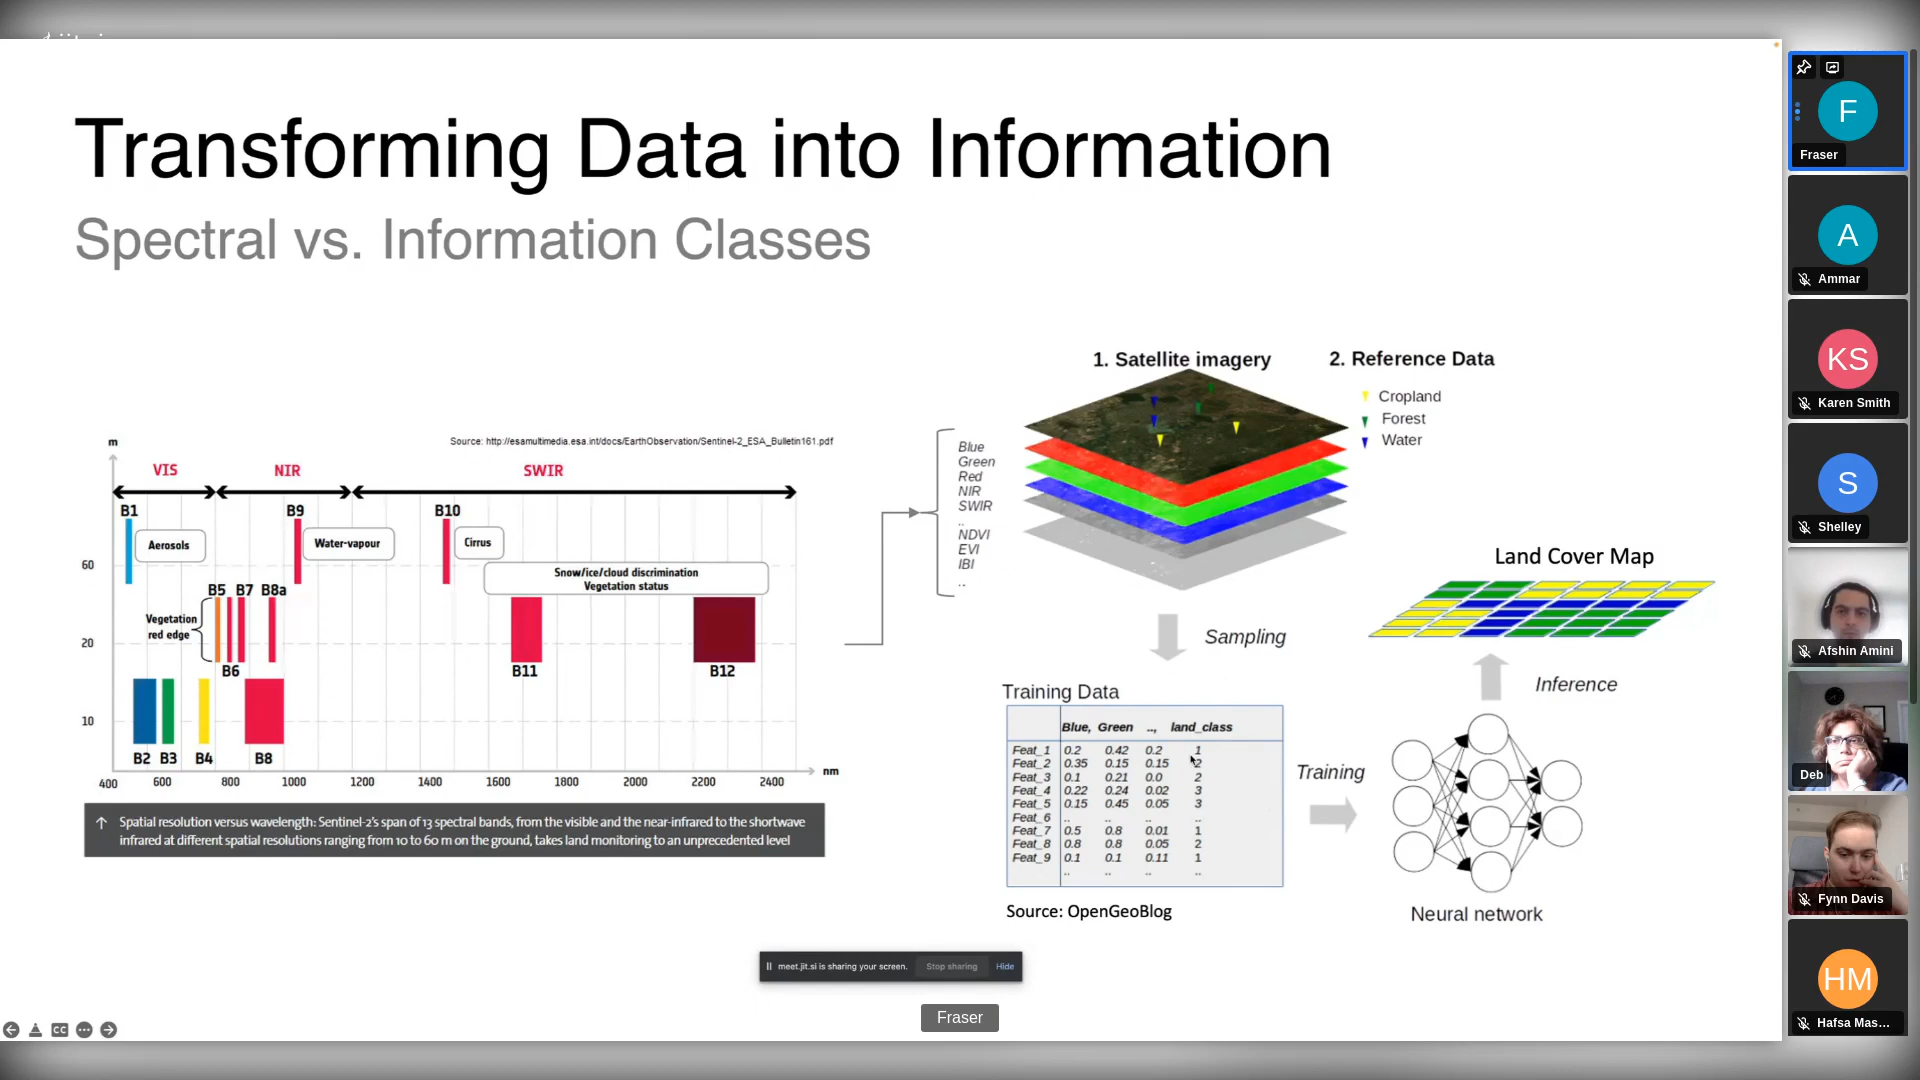 Transforming Data into Information
Spectral vs. Information Classes
Source: http://esamultimedia.esa.int/docs/EarthObservation/Sentinel-2_ESA_Bulletin161.pdf
m
VIS
NIR
SWIR
B1
B9
B10
Aerosols
Water-vapour
Cirrus
60
Snow/ice/cloud discrimination
Vegetation status
B5 B7 B8a
Vegetation
red edge
20
B6
B11
B12
10
B2 B3 B4 B8
nm
400 600 800 1000 1200 1400 1600 1800 2000 2200 2400
↑ Spatial resolution versus wavelength: Sentinel-2's span of 13 spectral bands, from the visible and the near-infrared to the shortwave
infrared at different spatial resolutions ranging from 10 to 60 m on the ground, takes land monitoring to an unprecedented level
Blue
Green
Red
NIR
SWIR
..
NDVI
EVI
IBI
..
1. Satellite imagery
2. Reference Data
Cropland
Forest
Water
Sampling
Land Cover Map
Inference
Training Data
Blue, Green .., land_class
Feat_1 0.2 0.42 0.2 1
Feat_2 0.35 0.15 0.15 2
Feat_3 0.1 0.21 0.0 2
Feat_4 0.22 0.24 0.02 3
Feat_5 0.15 0.45 0.05 3
Feat_6 .. .. .. ..
Feat_7 0.5 0.8 0.01 1
Feat_8 0.8 0.8 0.05 2
Feat_9 0.1 0.1 0.11 1
.. .. .. ..
Training
Neural network
Source: OpenGeoBlog
meet.jit.si is sharing your screen. Stop sharing Hide
Fraser
CC
F
Fraser
A
Ammar
KS
Karen Smith
S
Shelley
Afshin Amini
Deb
Fynn Davis
HM
Hafsa Mas...